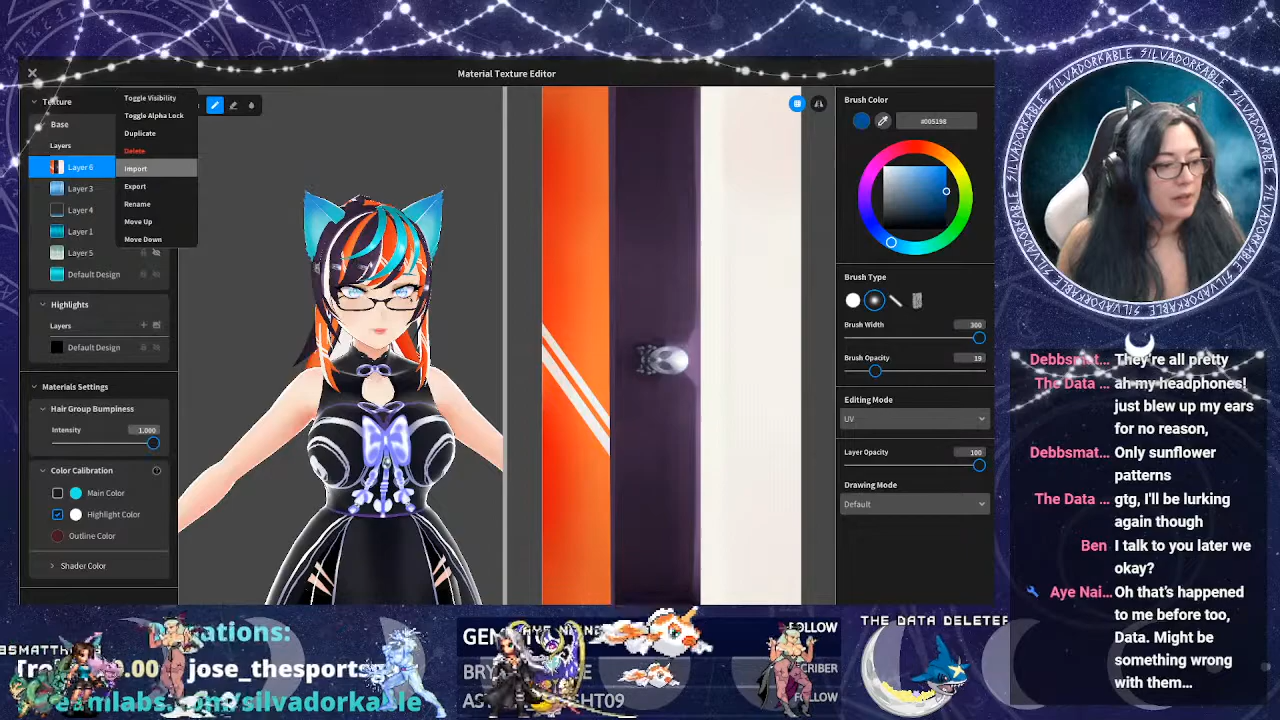 Material Texture Editor
Texture
Base
Layers
Layer 6
Layer 3
Layer 4
Layer 1
Layer 5
Default Design
Toggle Visibility
Toggle Alpha Lock
Duplicate
Delete
Import
Export
Rename
Move Up
Move Down
Highlights
Layers
Default Design
Materials Settings
Hair Group Bumpiness
Intensity
1.000
Color Calibration
Main Color
Highlight Color
Outline Color
Shader Color
Brush Color
#005198
Brush Type
Brush Width
300
Brush Opacity
19
Editing Mode
UV
Layer Opacity
100
Drawing Mode
Default
SILVADORKABLE SILVADORKABLE SILVADORKABLE
Debbsmat... They're all pretty
The Data ... ah my headphones!
just blew up my ears
for no reason,
Debbsmat... Only sunflower
patterns
The Data ... gtg, I'll be lurking
again though
Ben I talk to you later we
okay?
Aye Nai... Oh that's happened
to me before too,
Data. Might be
something wrong
with them...
jose_thesports
/silvadorkable
FOLLOW
FOLLOW
THE DATA DELETER